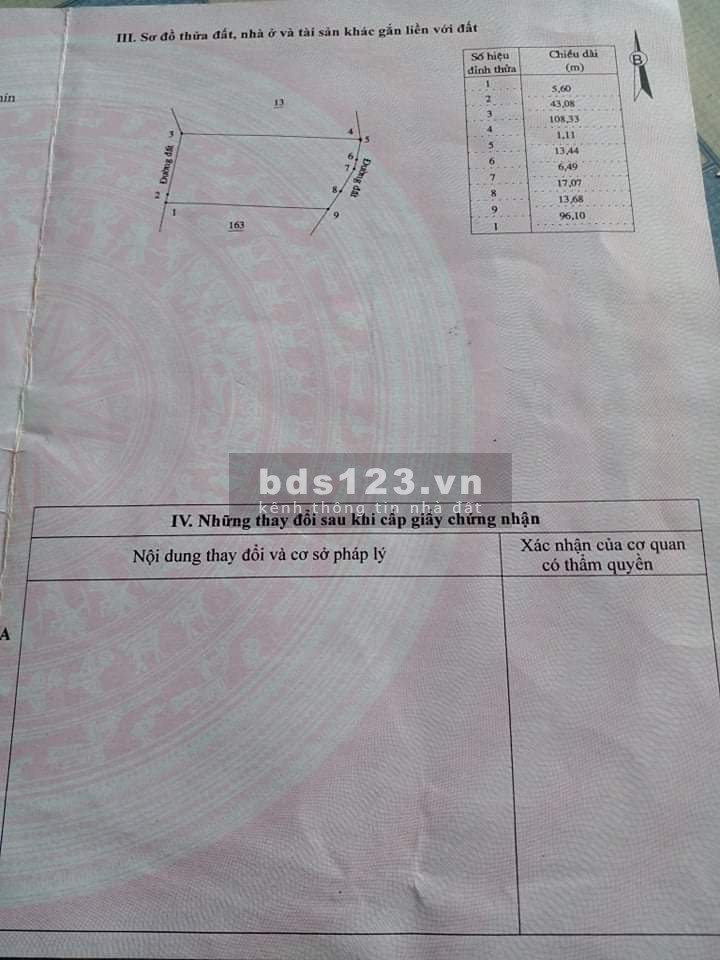 III. Sơ đồ thửa đất, nhà ở và tài sản khác gắn liền với đất
Số hiệu đỉnh thửa
Chiều dài (m)
B
1
5,60
2
43,08
3
108,33
4
1,11
5
13,44
6
6,49
7
17,07
8
13,68
9
96,10
1
13
3
4
5
6
7
8
9
2
1
Đường đất
Đường đất
163
bds123.vn
kênh thông tin nhà đất
IV. Những thay đổi sau khi cấp giấy chứng nhận
Nội dung thay đổi và cơ sở pháp lý
Xác nhận của cơ quan
có thẩm quyền
A